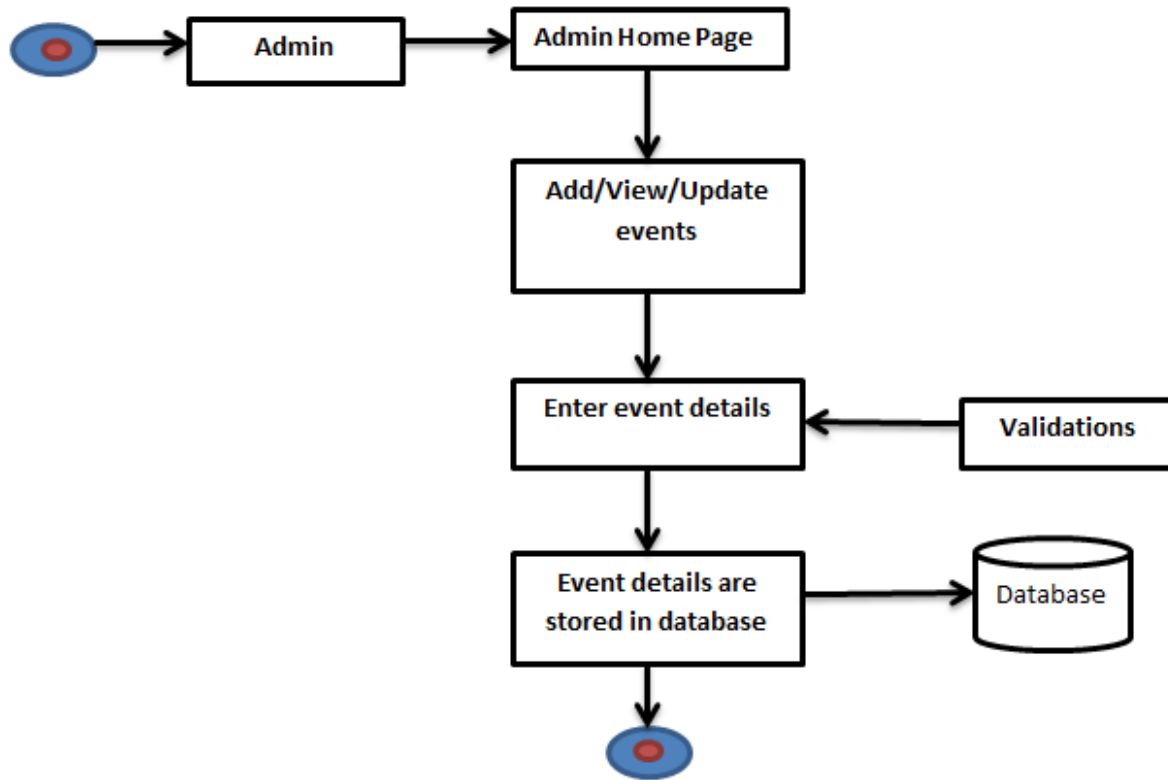 Admin
Admin Home Page
Add/View/Update
events
Enter event details
Validations
Event details are
stored in database
Database